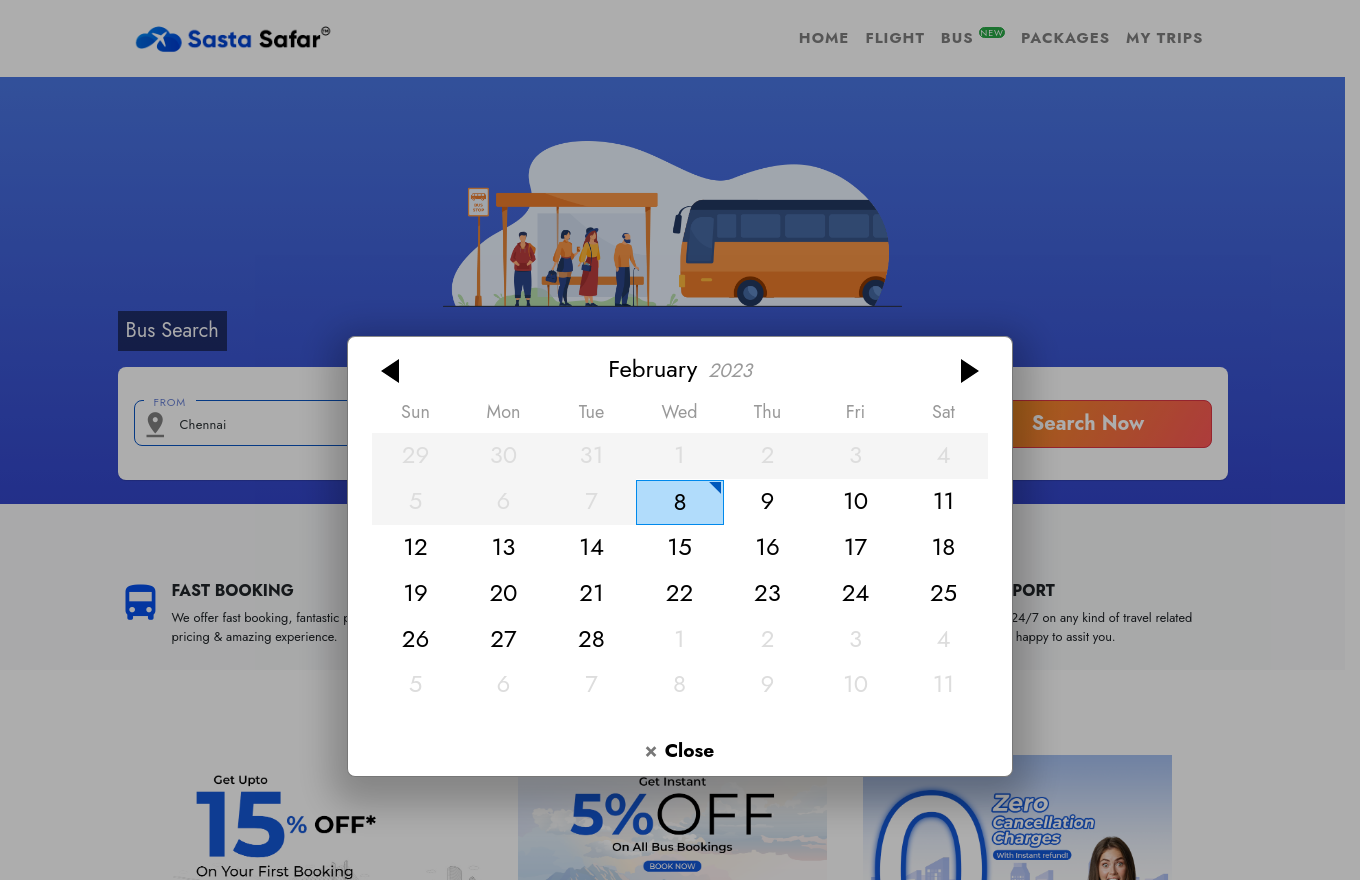 Sasta Safar
HOME FLIGHT BUS NEW PACKAGES MY TRIPS
BUS
STOP
Bus Search
FROM
Chennai
Search Now
February 2023
Sun Mon Tue Wed Thu Fri Sat
29 30 31 1 2 3 4
5 6 7 8 9 10 11
12 13 14 15 16 17 18
19 20 21 22 23 24 25
26 27 28 1 2 3 4
5 6 7 8 9 10 11
× Close
FAST BOOKING
We offer fast booking, fantastic p
pricing & amazing experience.
PORT
24/7 on any kind of travel related
happy to assit you.
Get Upto
15% OFF*
On Your First Booking
Get Instant
5%OFF
On All Bus Bookings
BOOK NOW
0
Zero
Cancellation
Charges
With Instant refund!